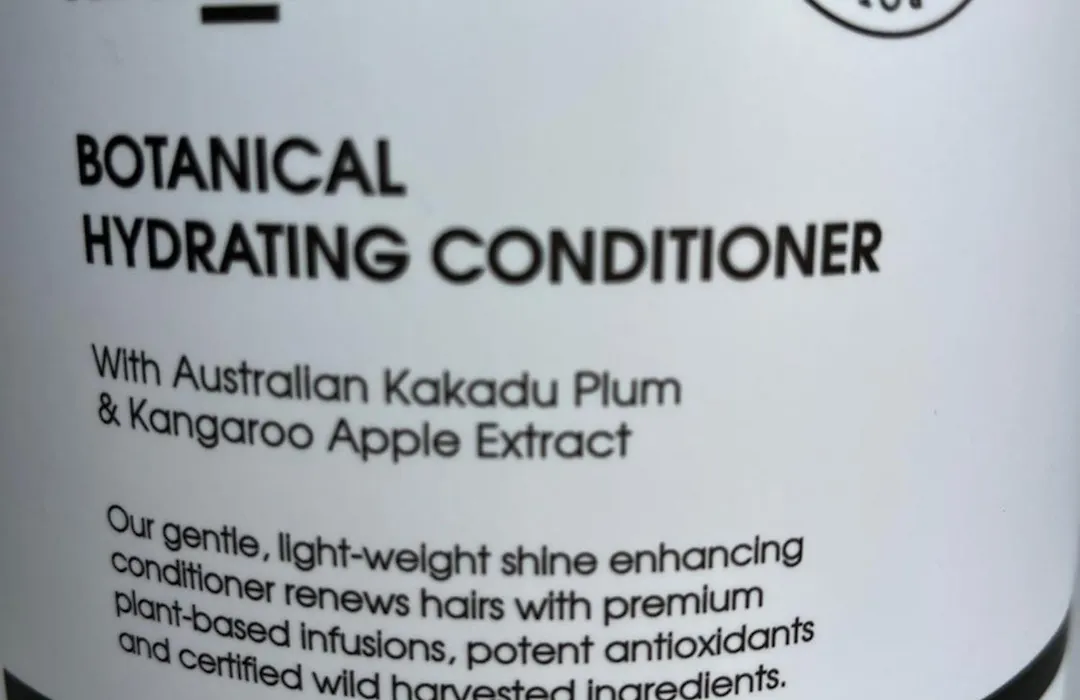 BOTANICAL
HYDRATING CONDITIONER
With Australian Kakadu Plum
& Kangaroo Apple Extract
Our gentle, light-weight shine enhancing
conditioner renews hairs with premium
plant-based infusions, potent antioxidants
and certified wild harvested ingredients.